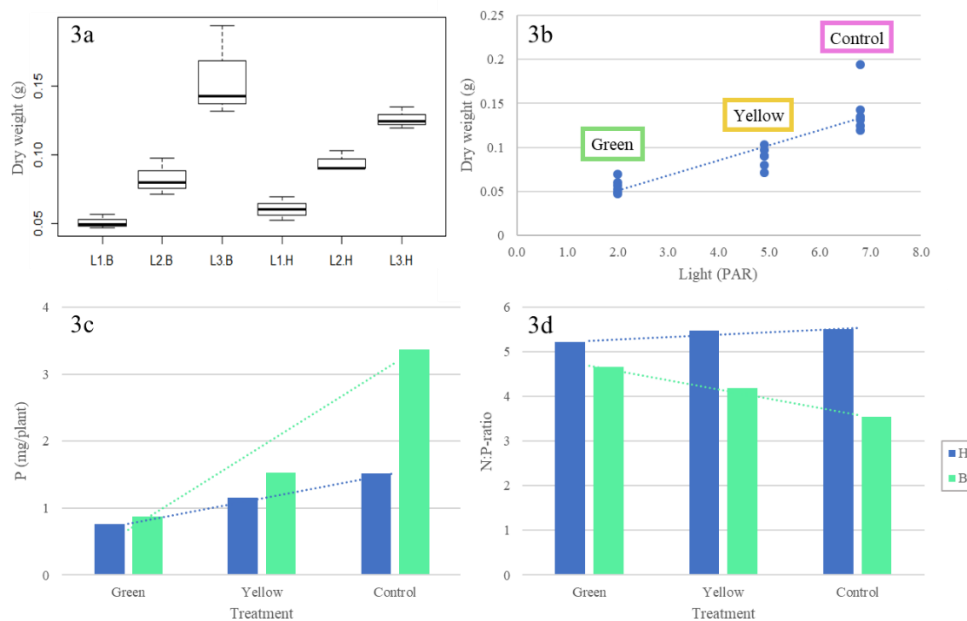 3a
Dry weight (g)
0.15
0.10
0.05
L1.B L2.B L3.B L1.H L2.H L3.H
3b
Dry weight (g)
0.25
0.2
0.15
0.1
0.05
0
0.0 1.0 2.0 3.0 4.0 5.0 6.0 7.0 8.0
Light (PAR)
Green
Yellow
Control
3c
P (mg/plant)
4
3
2
1
0
Green Yellow Control
Treatment
3d
N:P-ratio
6
5
4
3
2
1
0
Green Yellow Control
Treatment
H
B